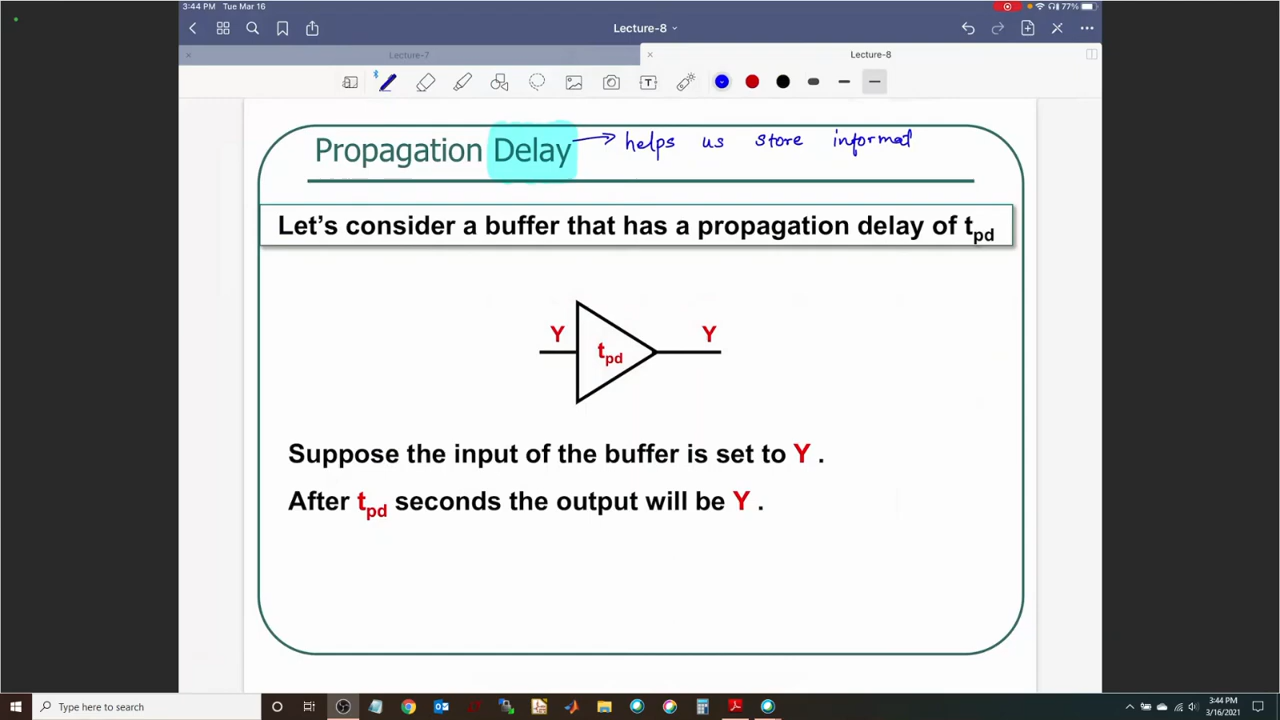 3:44 PM Tue Mar 16
77%
Lecture-8
Lecture-7
Lecture-8
T
Propagation Delay → helps us store informat
Let's consider a buffer that has a propagation delay of tpd
Y
Y
tpd
Suppose the input of the buffer is set to Y .
After tpd seconds the output will be Y .
Type here to search
3:44 PM
3/16/2021